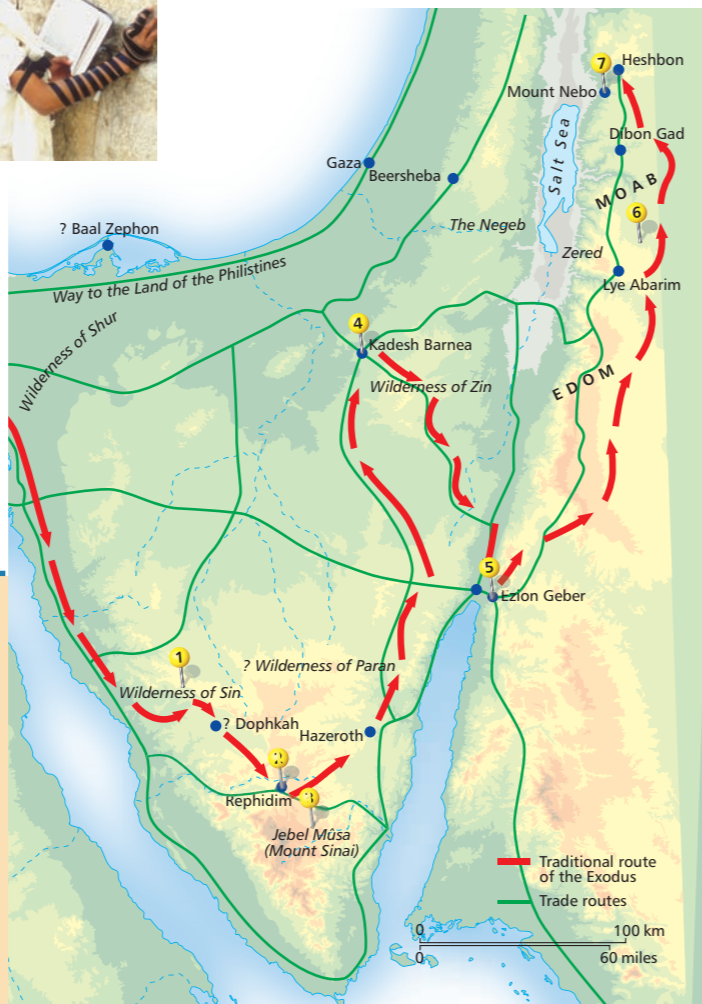 7
Heshbon
Mount Nebo
Dibon Gad
Salt Sea
Gaza
Beersheba
MOAB
6
The Negeb
? Baal Zephon
Zered
Way to the Land of the Philistines
Lye Abarim
Wilderness of Shur
4
Kadesh Barnea
Wilderness of Zin
EDOM
5
Ezion Geber
1
? Wilderness of Paran
Wilderness of Sin
? Dophkah
Hazeroth
2
Rephidim
3
Jebel Mûsa
(Mount Sinai)
Traditional route
of the Exodus
Trade routes
0 100 km
0 60 miles